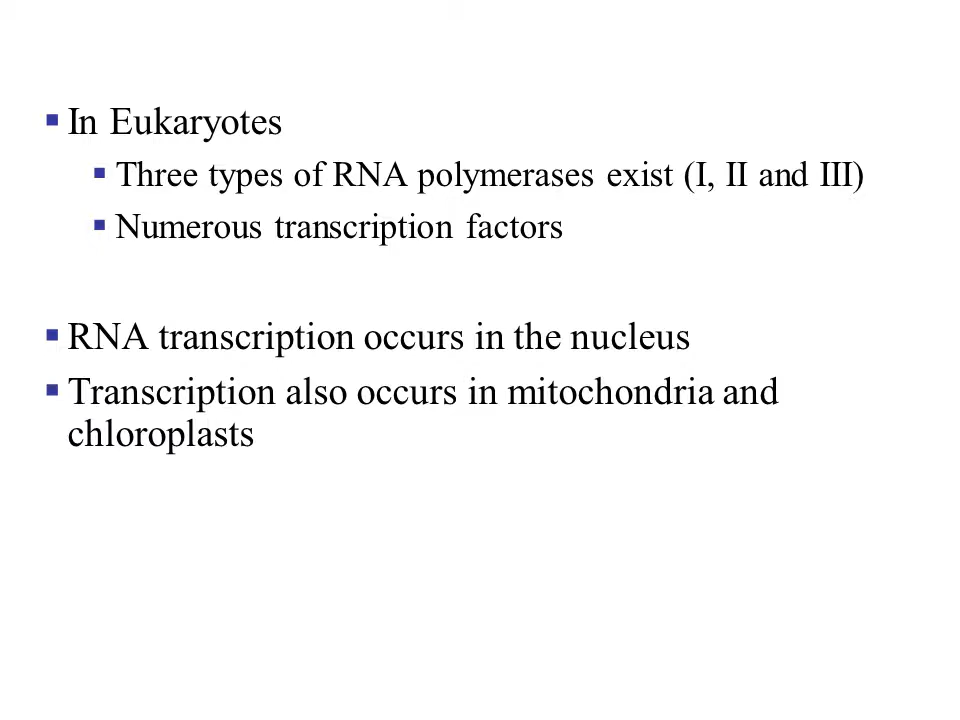 In Eukaryotes
Three types of RNA polymerases exist (I, II and III)
Numerous transcription factors
RNA transcription occurs in the nucleus
Transcription also occurs in mitochondria and
chloroplasts